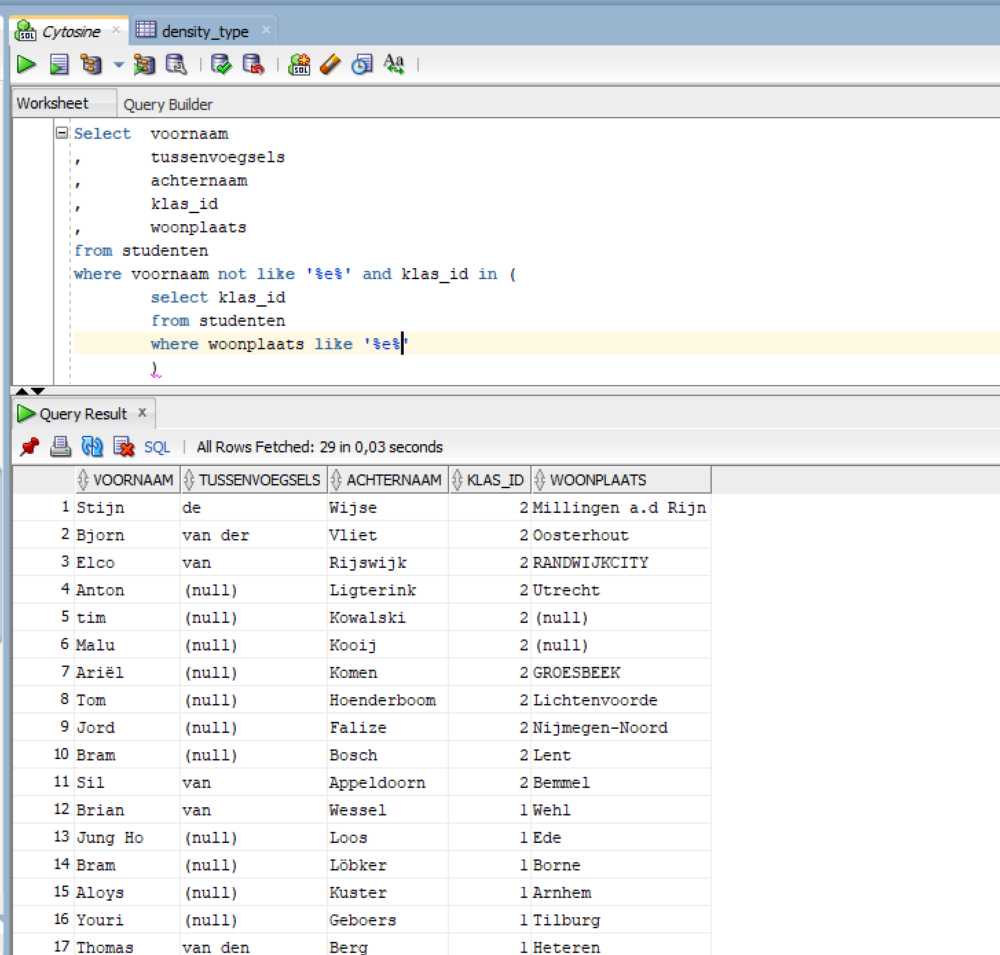 Cytosine × density_type ×
Worksheet Query Builder
Select voornaam
, tussenvoegsels
, achternaam
, klas_id
, woonplaats
from studenten
where voornaam not like '%e%' and klas_id in (
select klas_id
from studenten
where woonplaats like '%e%'
)
Query Result ×
SQL | All Rows Fetched: 29 in 0,03 seconds
VOORNAAM TUSSENVOEGSELS ACHTERNAAM KLAS_ID WOONPLAATS
1 Stijn de Wijse 2 Millingen a.d Rijn
2 Bjorn van der Vliet 2 Oosterhout
3 Elco van Rijswijk 2 RANDWIJKCITY
4 Anton (null) Ligterink 2 Utrecht
5 tim (null) Kowalski 2 (null)
6 Malu (null) Kooij 2 (null)
7 Ariël (null) Komen 2 GROESBEEK
8 Tom (null) Hoenderboom 2 Lichtenvoorde
9 Jord (null) Falize 2 Nijmegen-Noord
10 Bram (null) Bosch 2 Lent
11 Sil van Appeldoorn 2 Bemmel
12 Brian van Wessel 1 Wehl
13 Jung Ho (null) Loos 1 Ede
14 Bram (null) Löbker 1 Borne
15 Aloys (null) Kuster 1 Arnhem
16 Youri (null) Geboers 1 Tilburg
17 Thomas van den Berg 1 Heteren